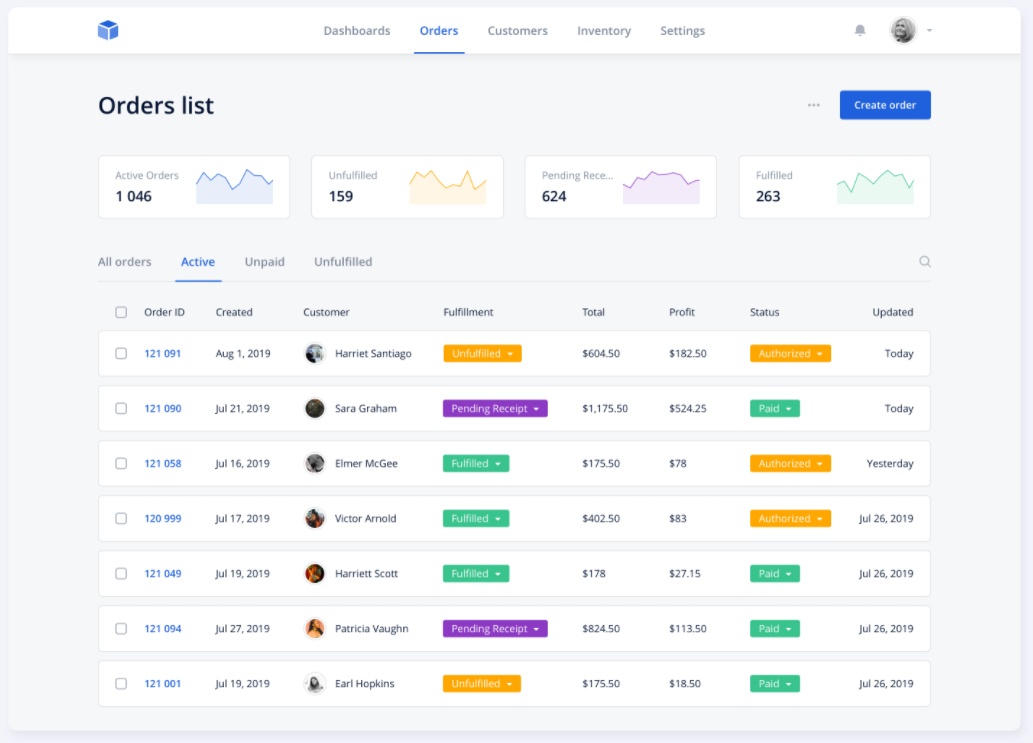 Dashboards Orders Customers Inventory Settings
Orders list
... Create order
Active Orders Unfulfilled Pending Rece... Fulfilled
1 046 159 624 263
All orders Active Unpaid Unfulfilled
Order ID Created Customer Fulfillment Total Profit Status Updated
121 091 Aug 1, 2019 Harriet Santiago Unfulfilled $604.50 $182.50 Authorized Today
121 090 Jul 21, 2019 Sara Graham Pending Receipt $1,175.50 $524.25 Paid Today
121 058 Jul 16, 2019 Elmer McGee Fulfilled $175.50 $78 Authorized Yesterday
120 999 Jul 17, 2019 Victor Arnold Fulfilled $402.50 $83 Authorized Jul 26, 2019
121 049 Jul 19, 2019 Harriett Scott Fulfilled $178 $27.15 Paid Jul 26, 2019
121 094 Jul 27, 2019 Patricia Vaughn Pending Receipt $824.50 $113.50 Paid Jul 26, 2019
121 001 Jul 19, 2019 Earl Hopkins Unfulfilled $175.50 $18.50 Paid Jul 26, 2019